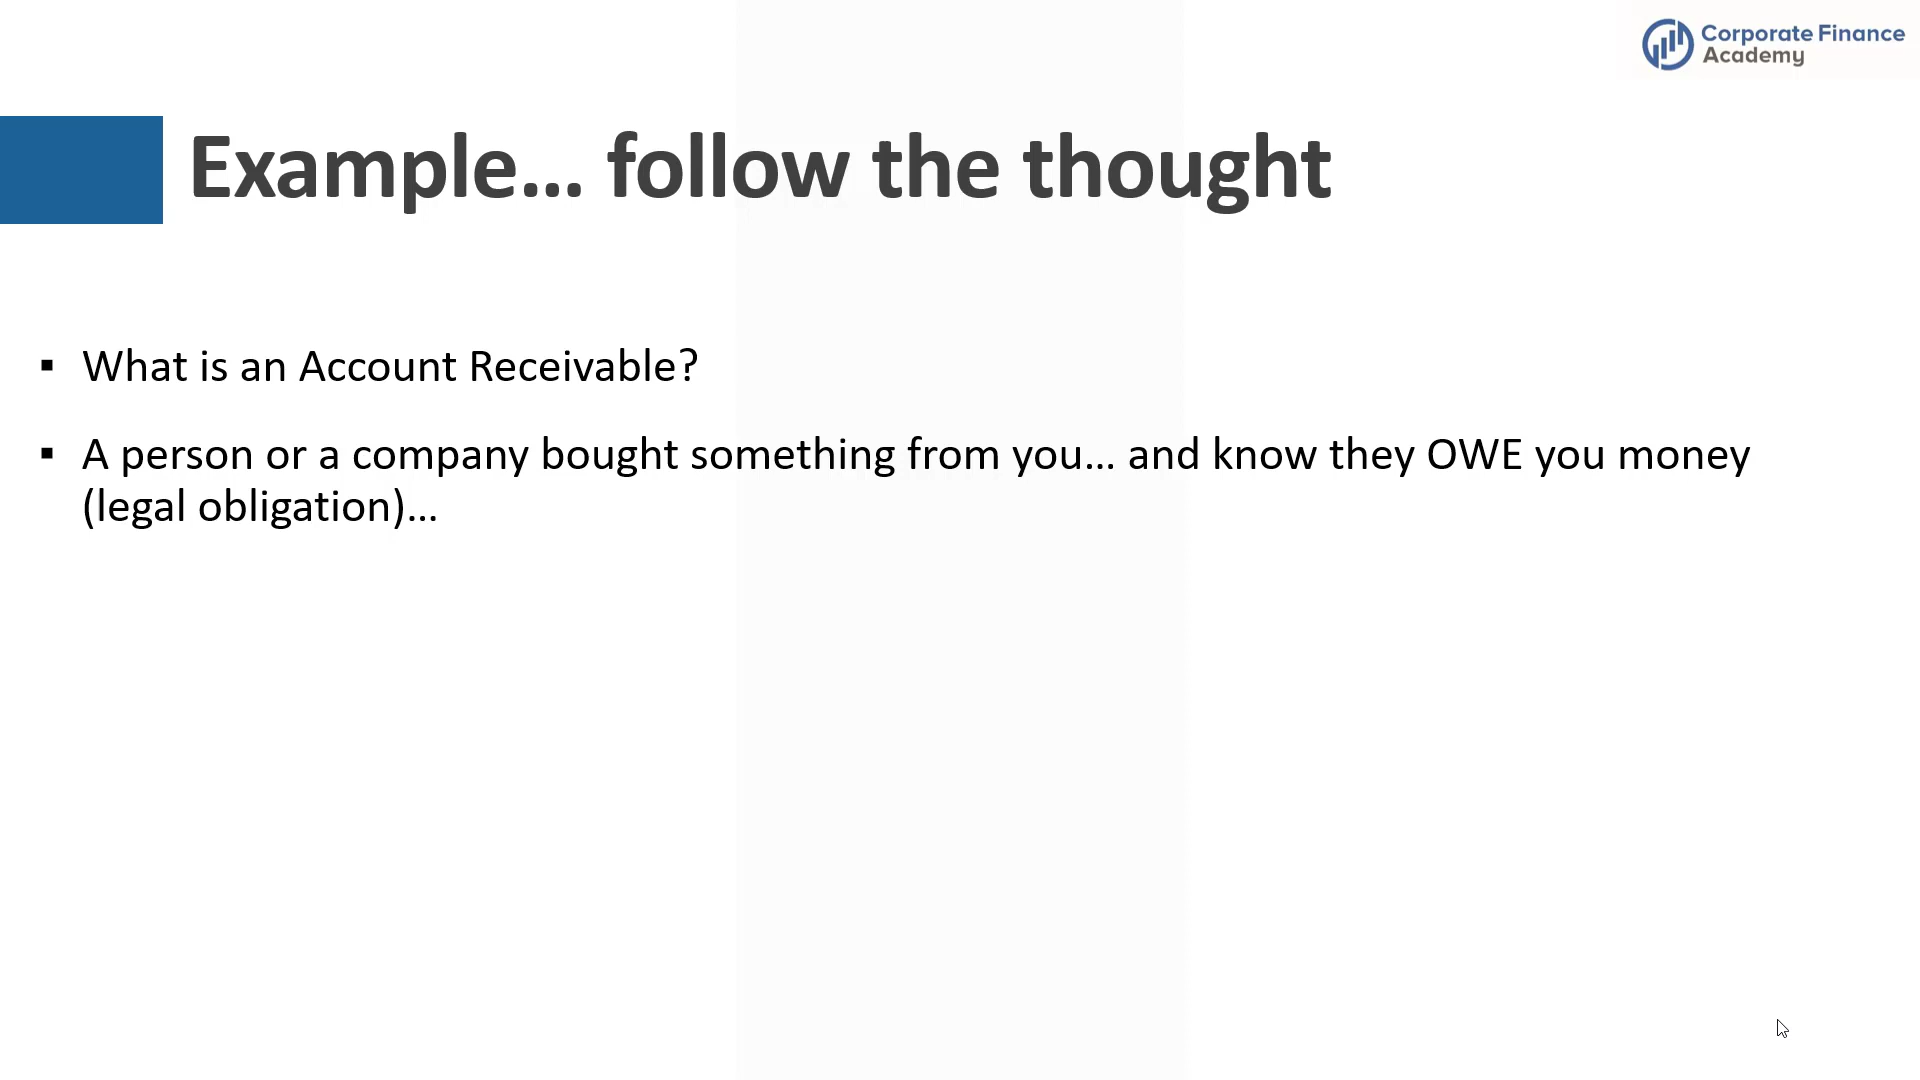 Corporate Finance
Academy
Example... follow the thought
▪ What is an Account Receivable?
▪ A person or a company bought something from you... and know they OWE you money
(legal obligation)...